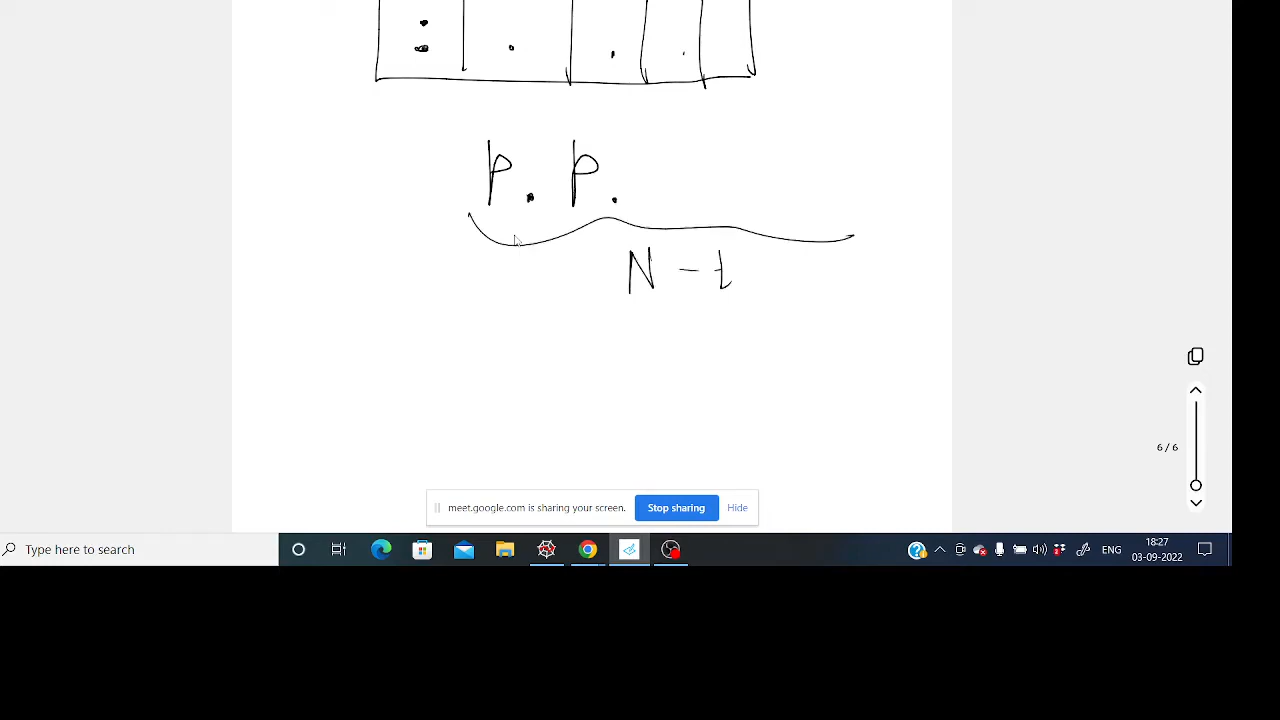 P. P.
N - t
6 / 6
meet.google.com is sharing your screen. Stop sharing Hide
Type here to search
ENG
18:27
03-09-2022